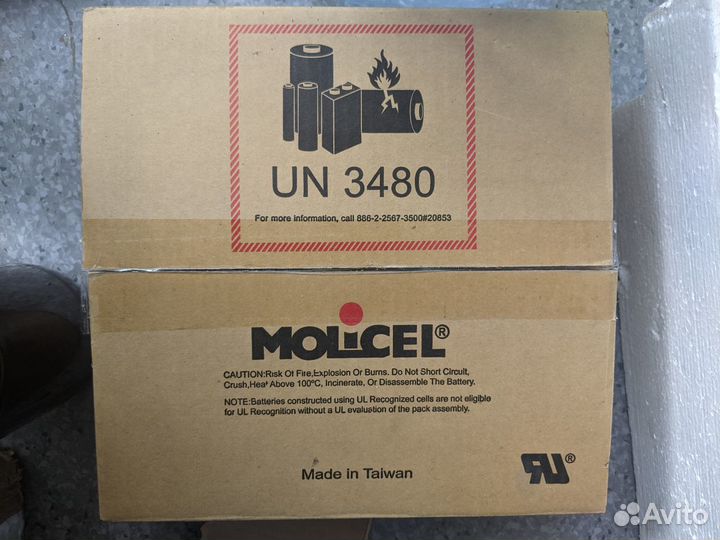 UN 3480
For more information, call 886-2-2567-3500#20853
MOLiCEL®
CAUTION:Risk Of Fire,Explosion Or Burns. Do Not Short Circuit,
Crush,Heat Above 100ºC, Incinerate, Or Disassemble The Battery.
NOTE:Batteries constructed using UL Recognized cells are not eligible
for UL Recognition without a UL evaluation of the pack assembly.
Made in Taiwan
RU®
Avito